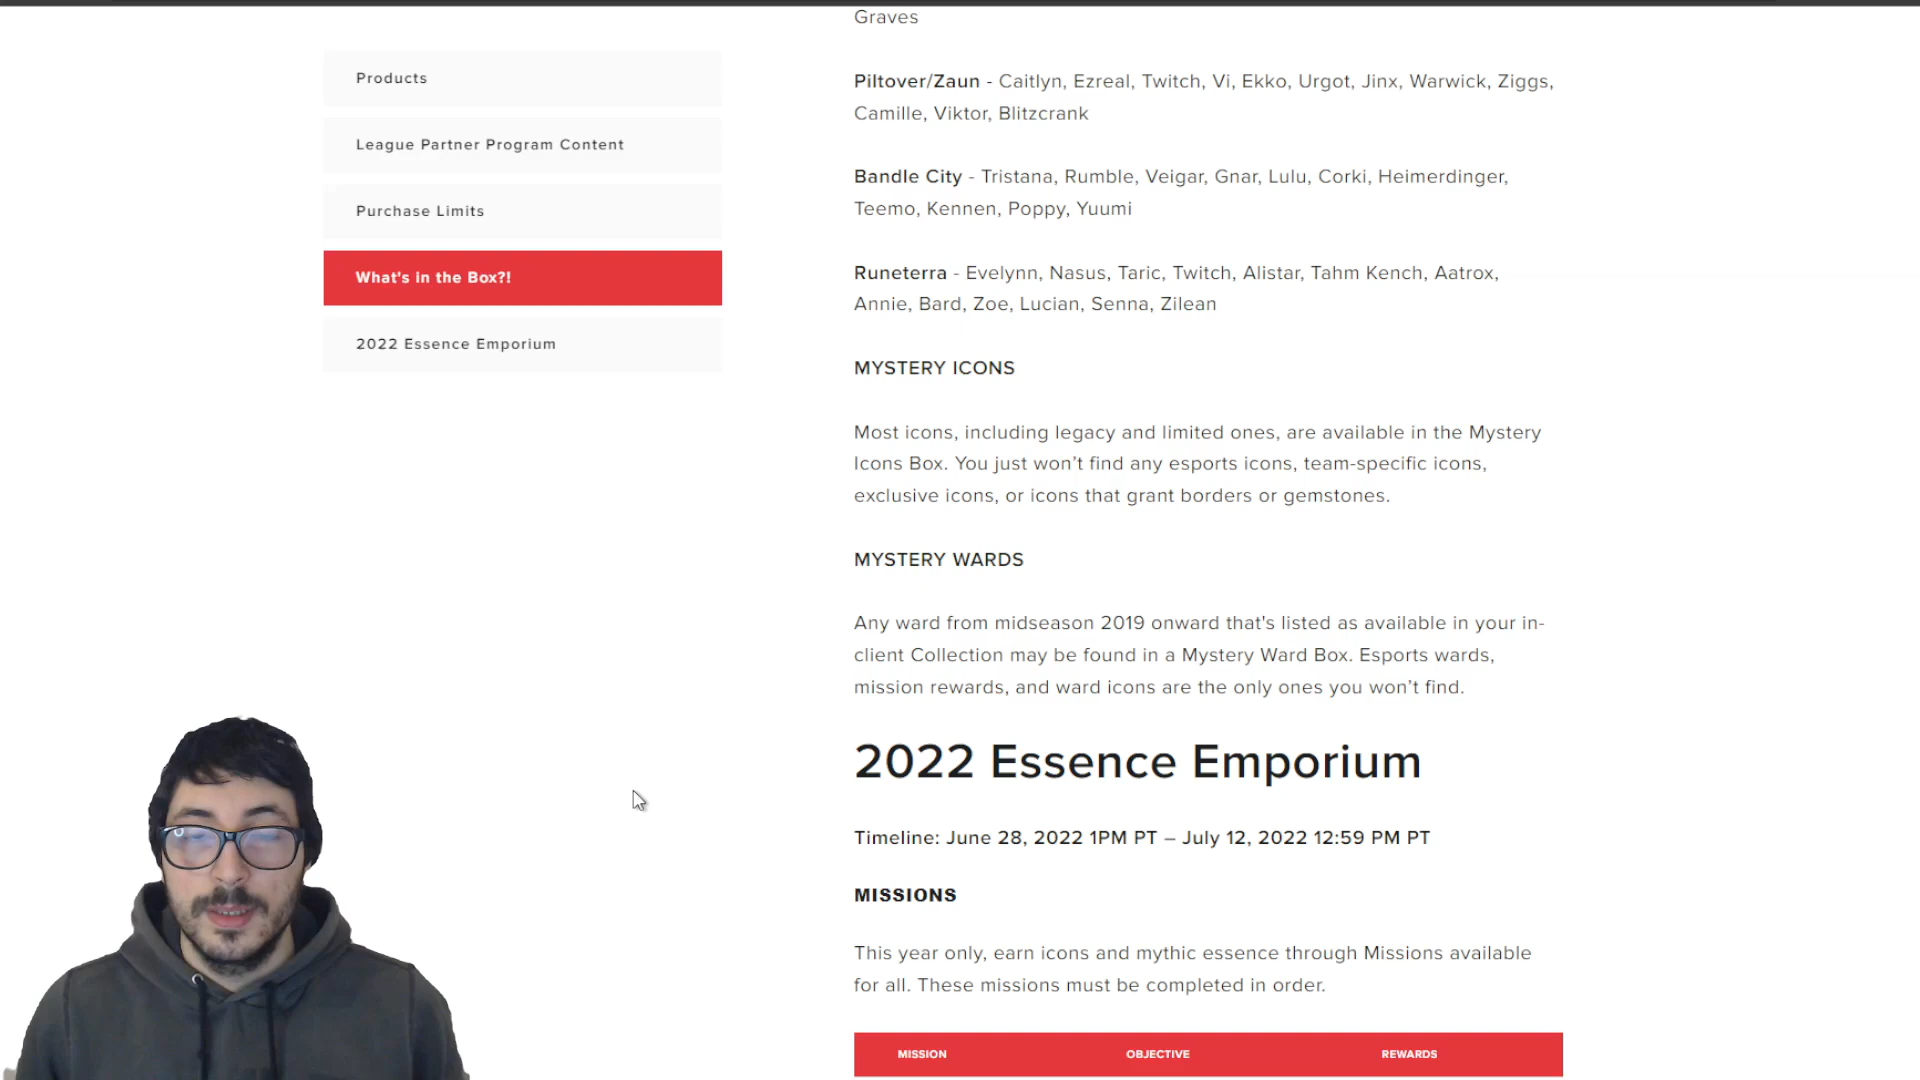 Products
League Partner Program Content
Purchase Limits
What's in the Box?!
2022 Essence Emporium
Graves
Piltover/Zaun - Caitlyn, Ezreal, Twitch, Vi, Ekko, Urgot, Jinx, Warwick, Ziggs,
Camille, Viktor, Blitzcrank
Bandle City - Tristana, Rumble, Veigar, Gnar, Lulu, Corki, Heimerdinger,
Teemo, Kennen, Poppy, Yuumi
Runeterra - Evelynn, Nasus, Taric, Twitch, Alistar, Tahm Kench, Aatrox,
Annie, Bard, Zoe, Lucian, Senna, Zilean
MYSTERY ICONS
Most icons, including legacy and limited ones, are available in the Mystery
Icons Box. You just won’t find any esports icons, team-specific icons,
exclusive icons, or icons that grant borders or gemstones.
MYSTERY WARDS
Any ward from midseason 2019 onward that's listed as available in your in-
client Collection may be found in a Mystery Ward Box. Esports wards,
mission rewards, and ward icons are the only ones you won’t find.
2022 Essence Emporium
Timeline: June 28, 2022 1PM PT – July 12, 2022 12:59 PM PT
MISSIONS
This year only, earn icons and mythic essence through Missions available
for all. These missions must be completed in order.
MISSION OBJECTIVE REWARDS